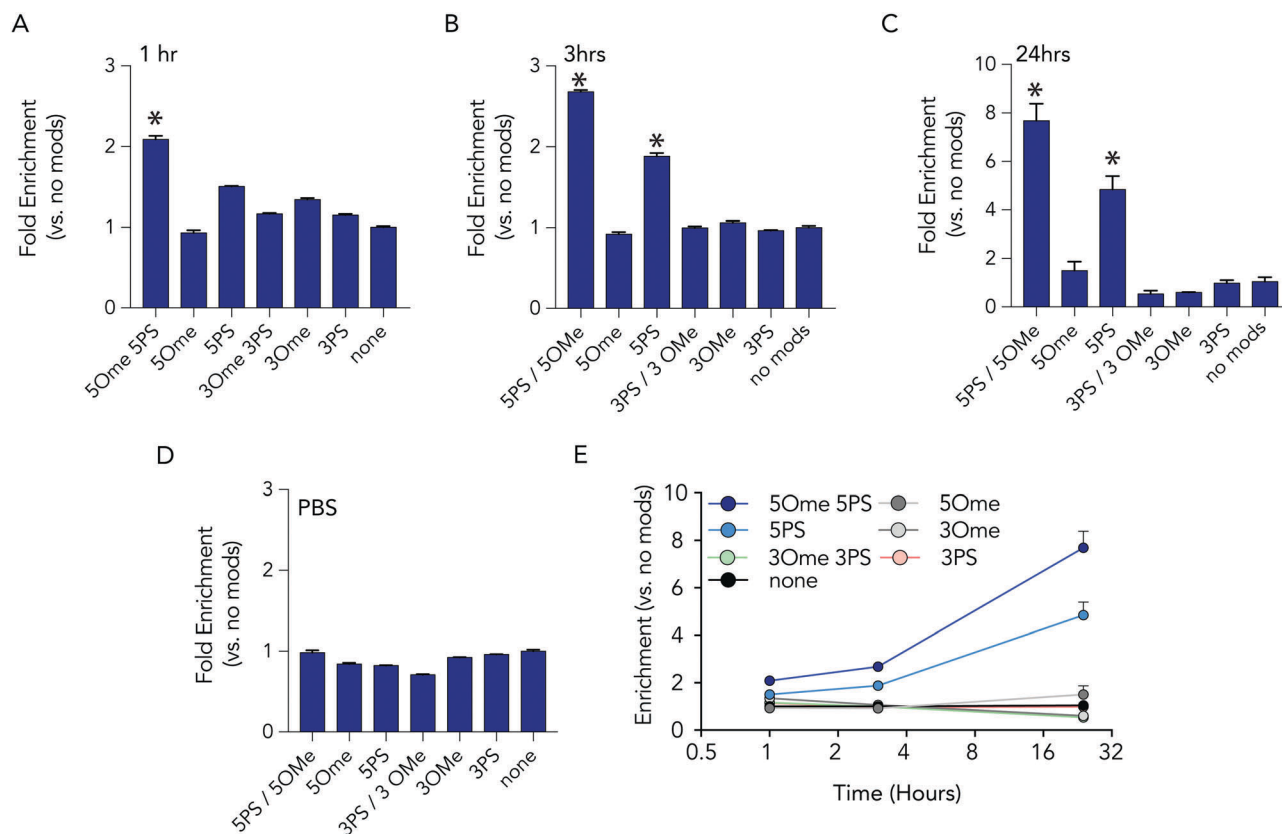 A
1 hr
Fold Enrichment
(vs. no mods)
3
2
1
0
*
5Ome 5PS
5Ome
5PS
3Ome 3PS
3Ome
3PS
none
B
3hrs
Fold Enrichment
(vs. no mods)
3
2
1
0
*
*
5PS / 5OMe
5Ome
5PS
3PS / 3 OMe
3OMe
3PS
no mods
C
24hrs
Fold Enrichment
(vs. no mods)
10
8
6
4
2
0
*
*
5PS / 5OMe
5Ome
5PS
3PS / 3 OMe
3OMe
3PS
no mods
D
PBS
Fold Enrichment
(vs. no mods)
3
2
1
0
5PS / 5OMe
5Ome
5PS
3PS / 3 OMe
3OMe
3PS
none
E
Enrichment (vs. no mods)
10
8
6
4
2
0
5Ome 5PS
5Ome
5PS
3Ome
3Ome 3PS
3PS
none
0.5
1
2
4
8
16
32
Time (Hours)